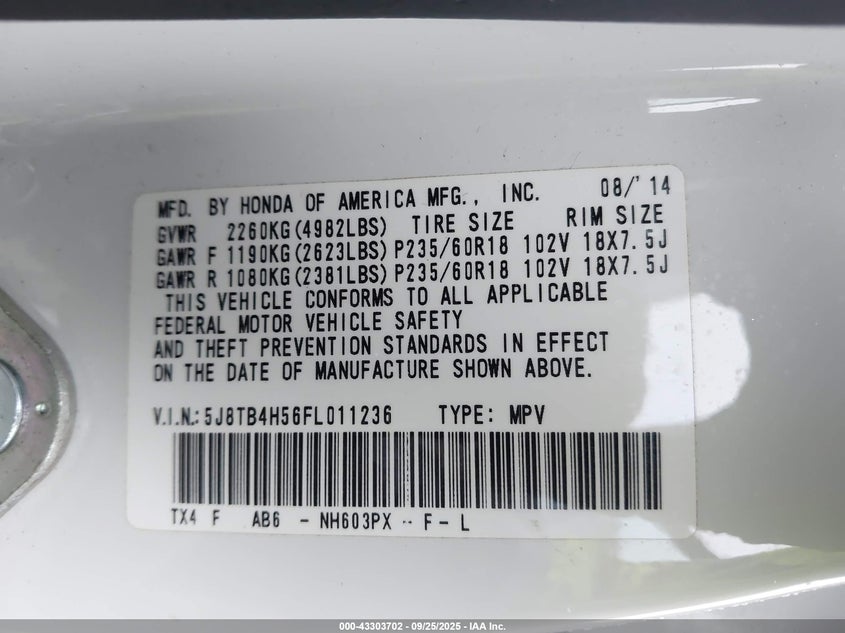 MFD. BY HONDA OF AMERICA MFG., INC. 08/'14
GVWR 2260KG(4982LBS) TIRE SIZE RIM SIZE
GAWR F 1190KG(2623LBS) P235/60R18 102V 18X7.5J
GAWR R 1080KG(2381LBS) P235/60R18 102V 18X7.5J
THIS VEHICLE CONFORMS TO ALL APPLICABLE
FEDERAL MOTOR VEHICLE SAFETY
AND THEFT PREVENTION STANDARDS IN EFFECT
ON THE DATE OF MANUFACTURE SHOWN ABOVE.
V.I.N.: 5J8TB4H56FL011236 TYPE: MPV
TX4 F AB6 - NH603PX - F - L
000-43303702 - 09/25/2025 - IAA Inc.